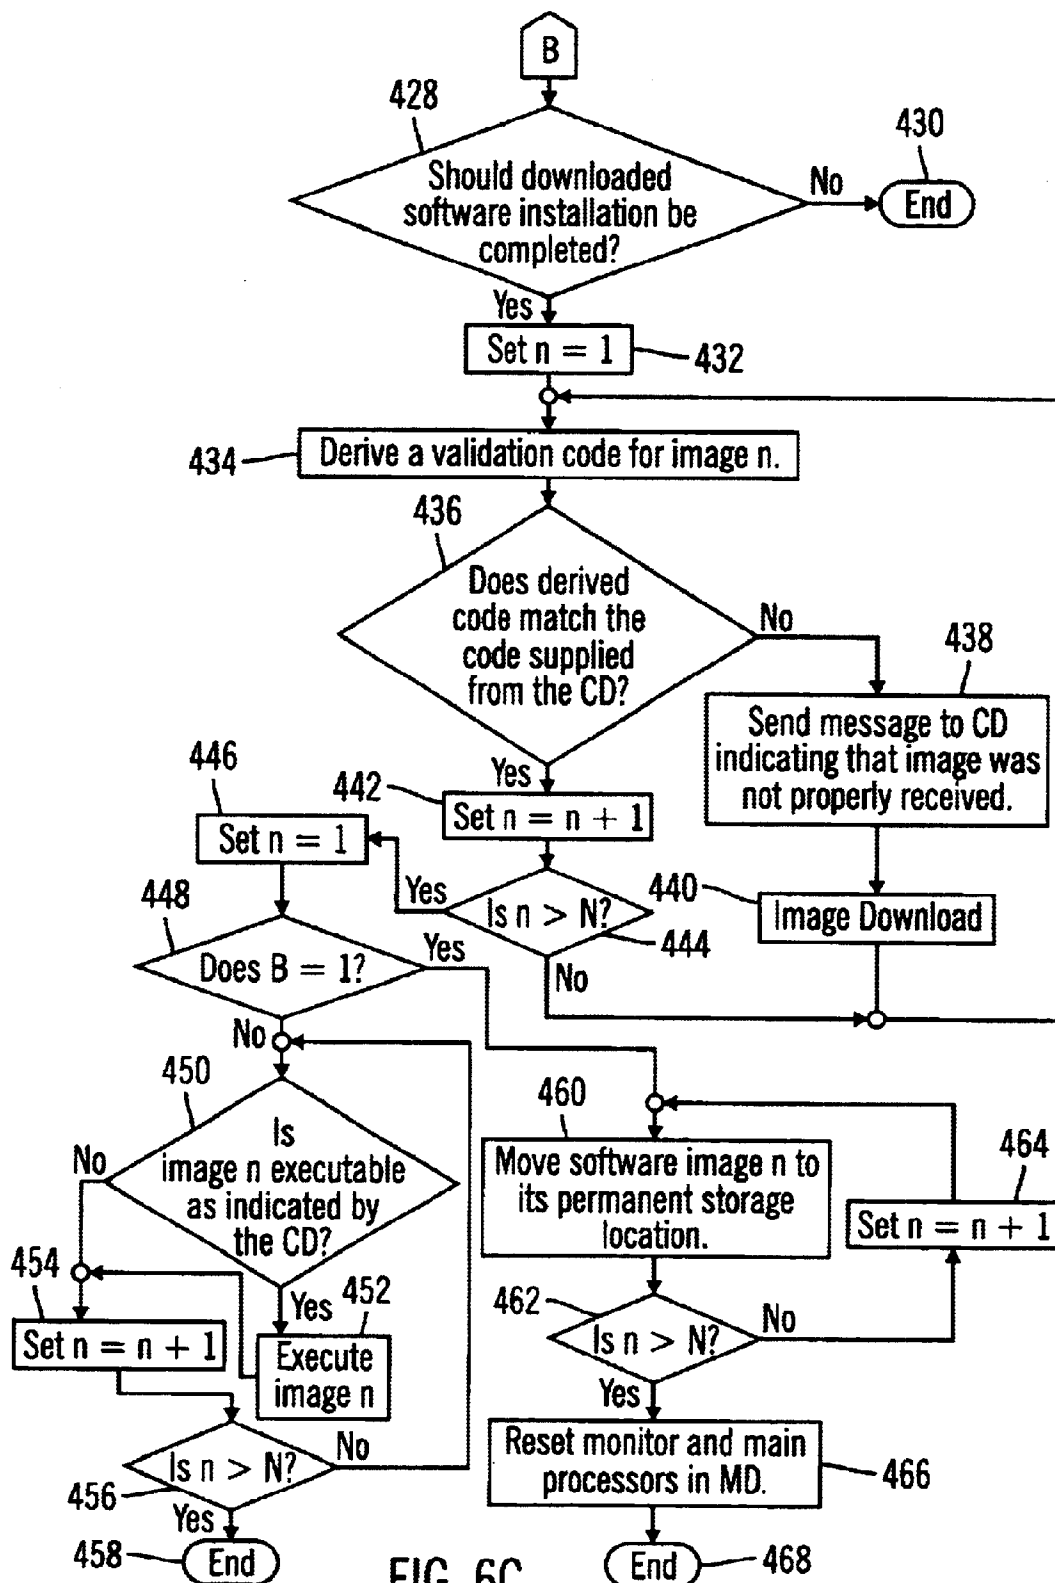 B
428
Should downloaded
software installation be
completed?
No
430
End
Yes
Set n = 1
432
434
Derive a validation code for image n.
436
Does derived
code match the
code supplied
from the CD?
No
438
Send message to CD
indicating that image was
not properly received.
Yes
442
Set n = n + 1
446
Set n = 1
Yes
Is n > N?
444
No
440
Image Download
448
Does B = 1?
Yes
No
450
Is
image n executable
as indicated by
the CD?
No
Yes
452
Execute
image n
454
Set n = n + 1
Is n > N?
No
456
Yes
458
End
460
Move software image n to
its permanent storage
location.
464
Set n = n + 1
462
Is n > N?
No
Yes
Reset monitor and main
processors in MD.
466
End
468
FIG. 6C